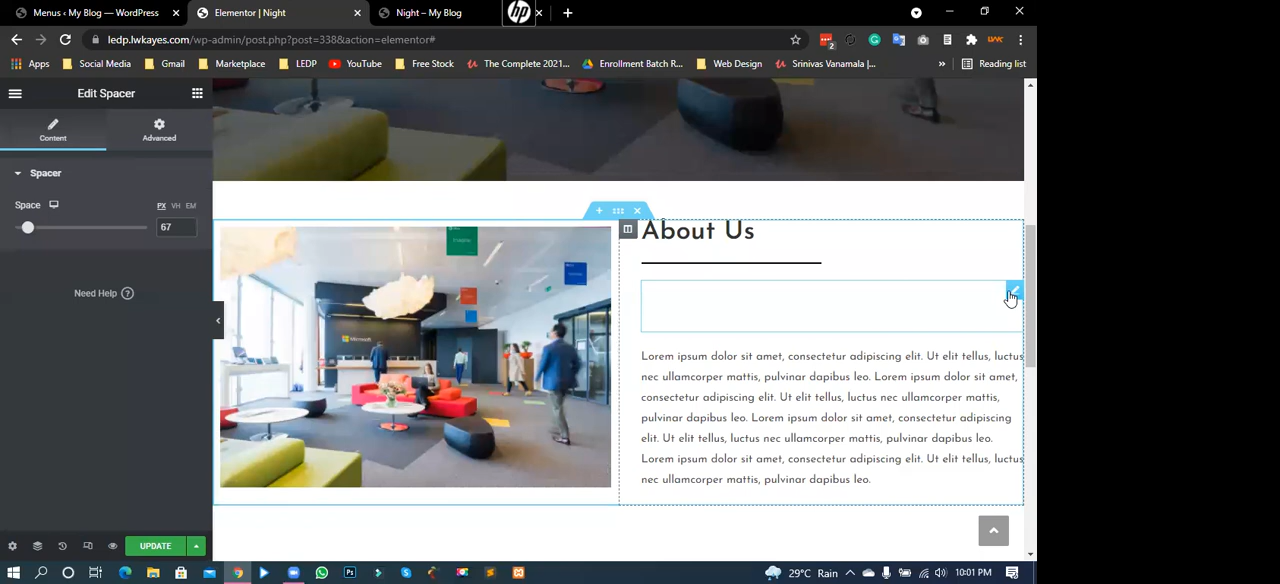 Menus ‹ My Blog — WordPress
Elementor | Night
Night – My Blog
hp
ledp.lwkayes.com/wp-admin/post.php?post=338&action=elementor#
2
LWK
Apps
Social Media
Gmail
Marketplace
LEDP
YouTube
Free Stock
The Complete 2021...
Enrollment Batch R...
Web Design
Srinivas Vanamala |...
»
Reading list
Edit Spacer
Content
Advanced
Spacer
Space
PX VH EM
67
Need Help
UPDATE
About Us
Microsoft
Lorem ipsum dolor sit amet, consectetur adipiscing elit. Ut elit tellus, luctus
nec ullamcorper mattis, pulvinar dapibus leo. Lorem ipsum dolor sit amet,
consectetur adipiscing elit. Ut elit tellus, luctus nec ullamcorper mattis,
pulvinar dapibus leo. Lorem ipsum dolor sit amet, consectetur adipiscing
elit. Ut elit tellus, luctus nec ullamcorper mattis, pulvinar dapibus leo.
Lorem ipsum dolor sit amet, consectetur adipiscing elit. Ut elit tellus, luctus
nec ullamcorper mattis, pulvinar dapibus leo.
Ps
29°C Rain
10:01 PM